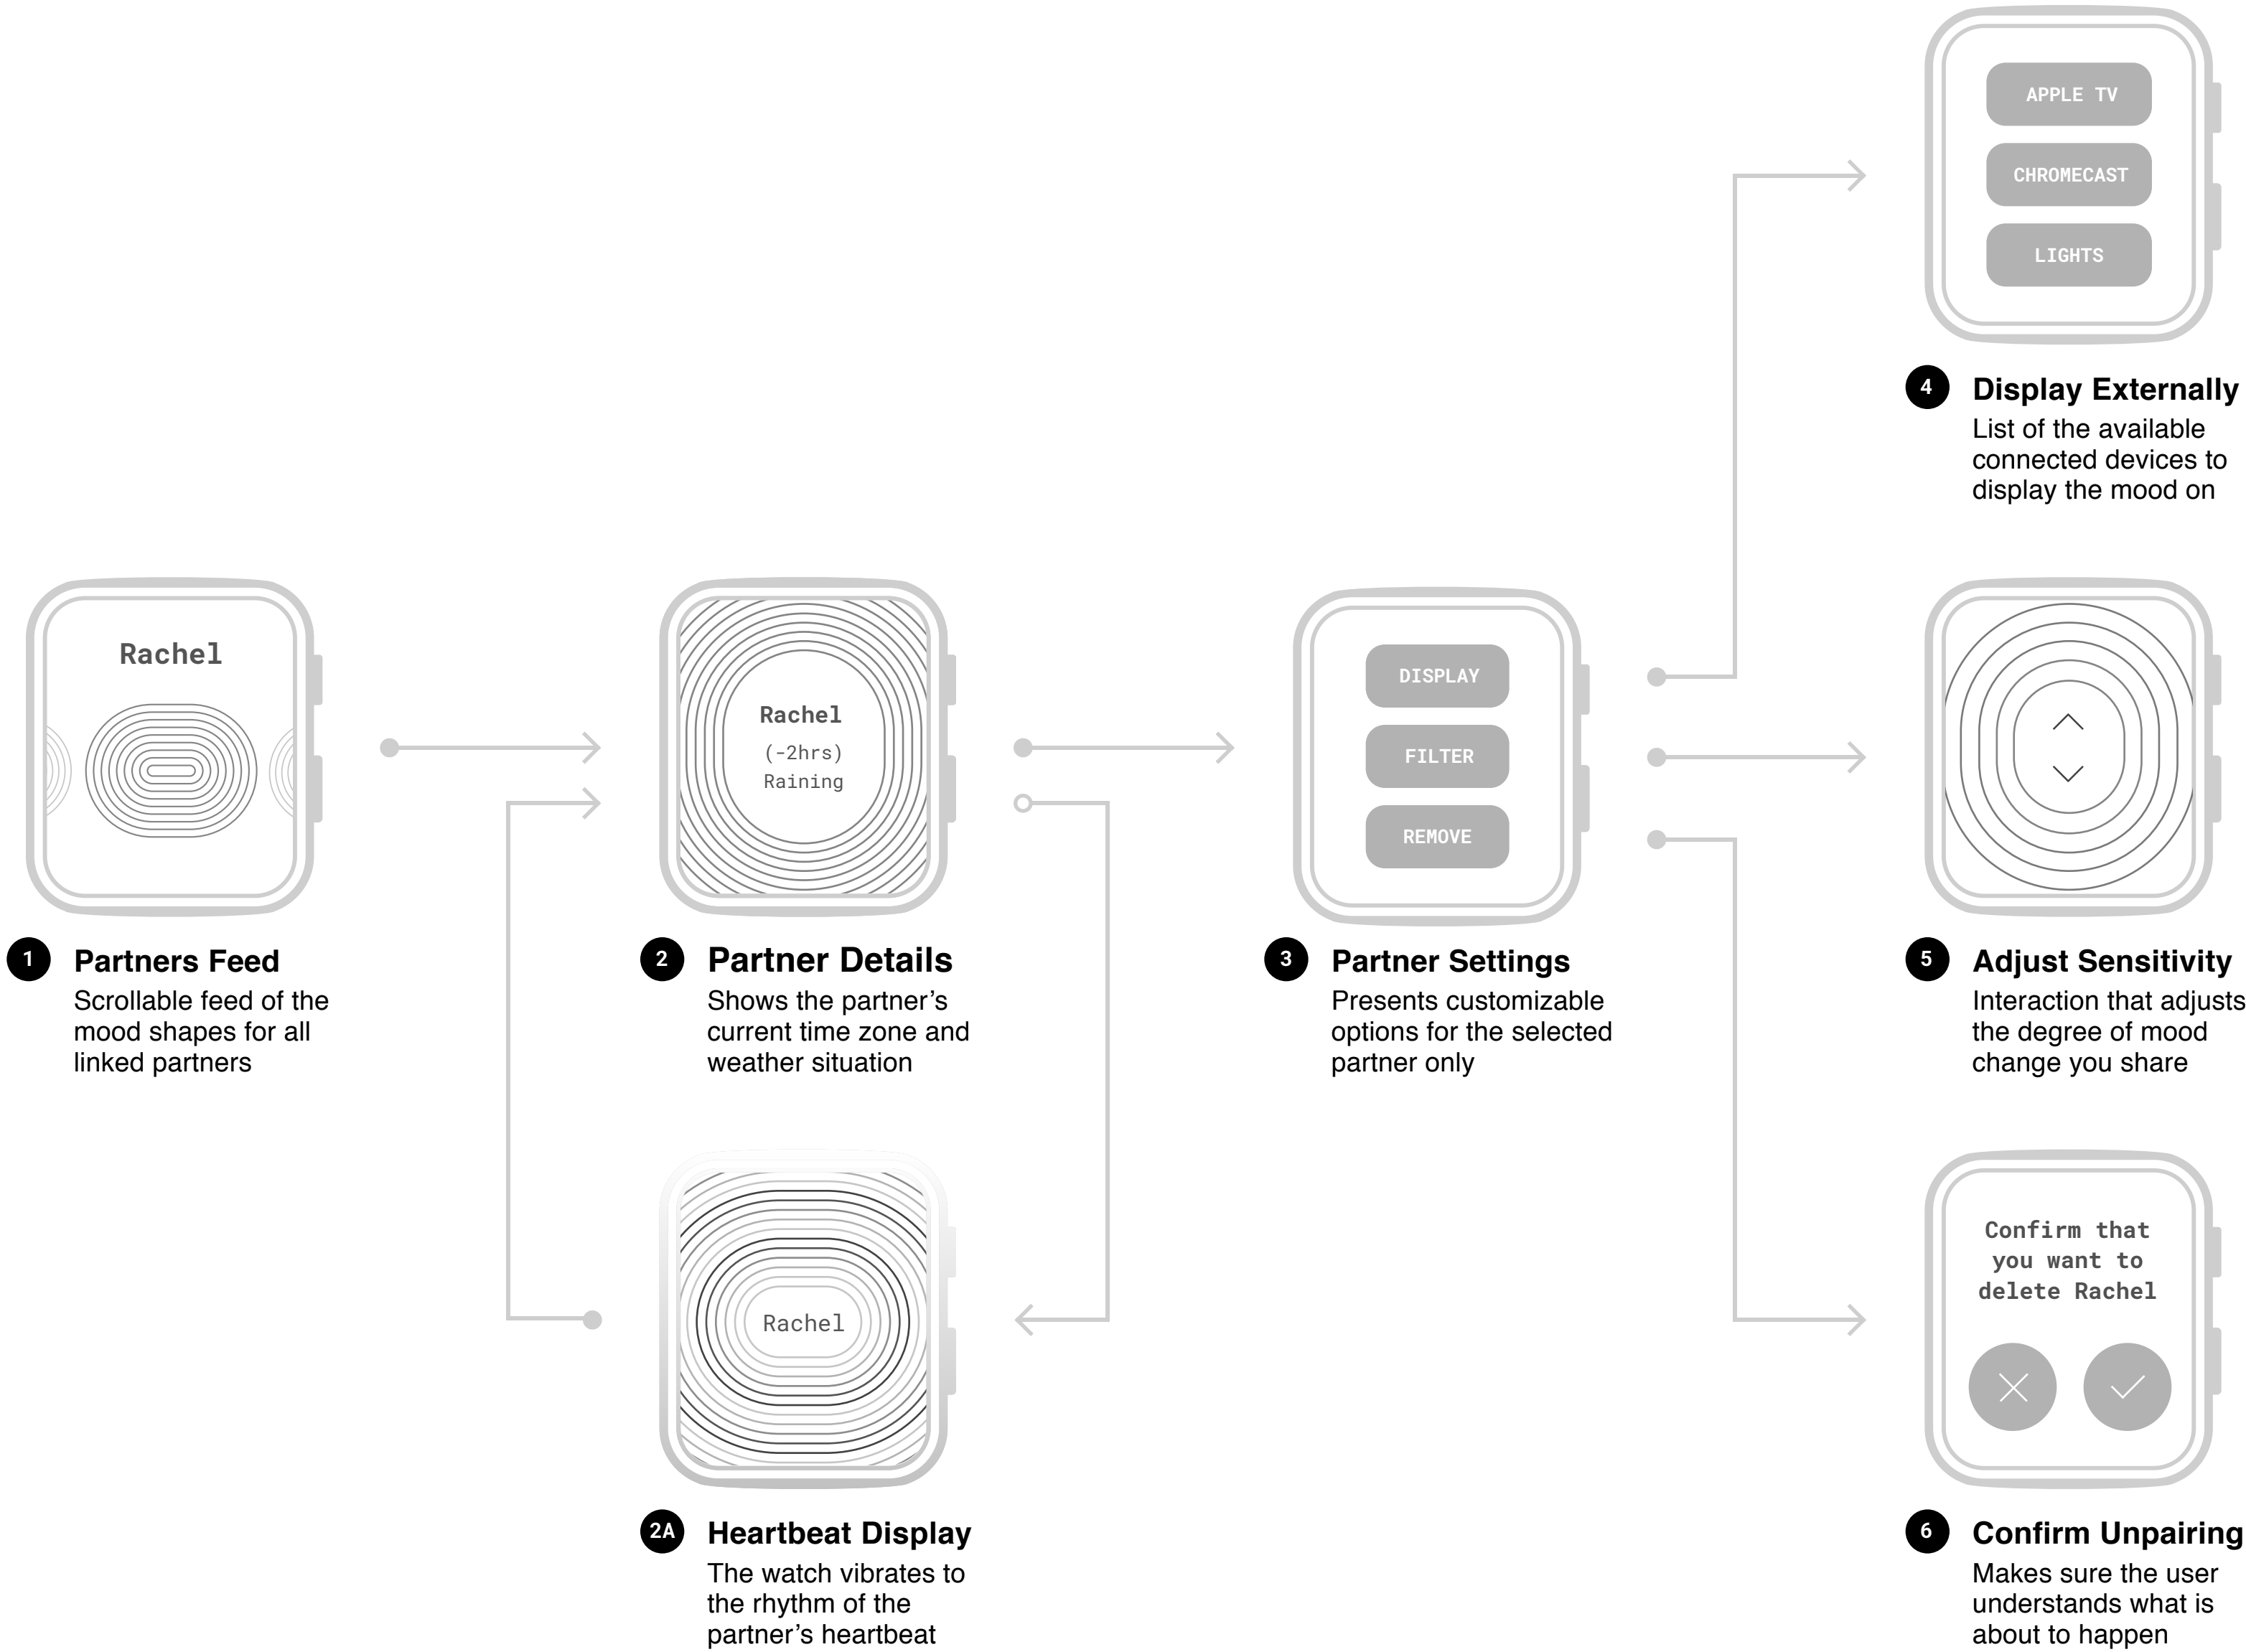 APPLE TV
CHROMECAST
LIGHTS
4
Display Externally
List of the available
connected devices to
display the mood on
Rachel
1
Partners Feed
Scrollable feed of the
mood shapes for all
linked partners
Rachel
(-2hrs)
Raining
2
Partner Details
Shows the partner’s
current time zone and
weather situation
DISPLAY
FILTER
REMOVE
3
Partner Settings
Presents customizable
options for the selected
partner only
5
Adjust Sensitivity
Interaction that adjusts
the degree of mood
change you share
Rachel
2A
Heartbeat Display
The watch vibrates to
the rhythm of the
partner’s heartbeat
Confirm that
you want to
delete Rachel
6
Confirm Unpairing
Makes sure the user
understands what is
about to happen